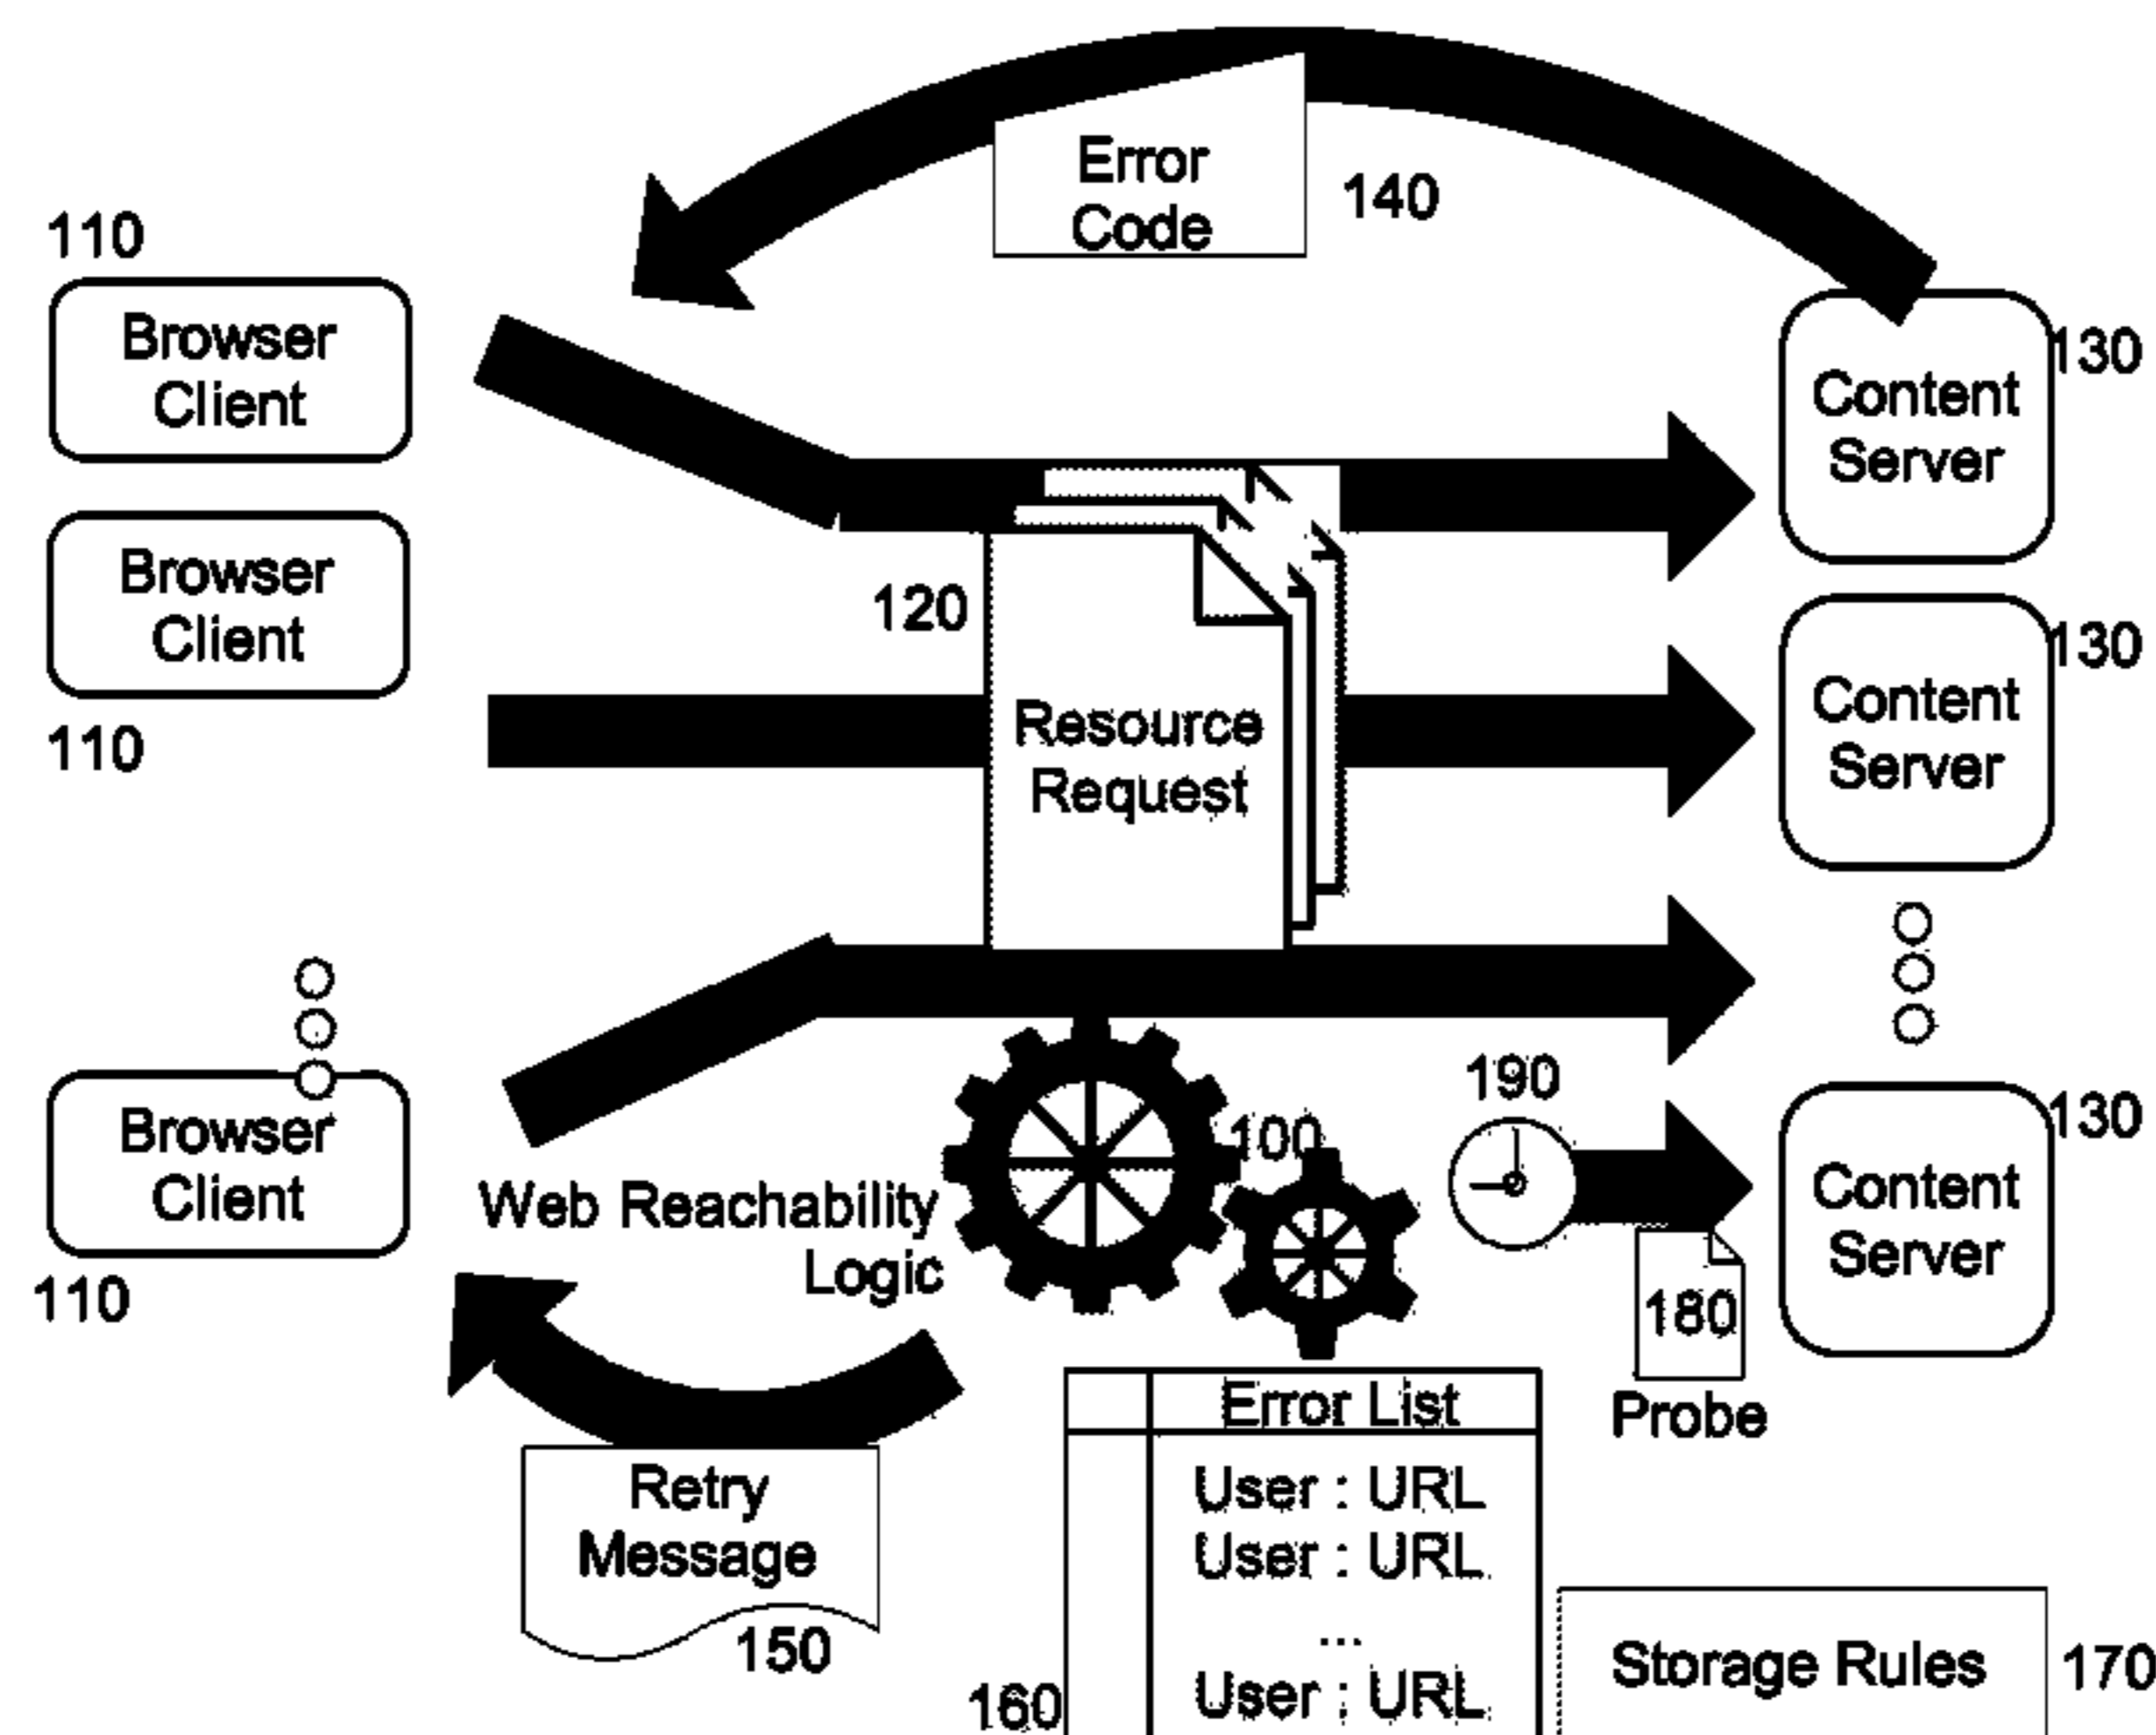 Error
Code
140
110
Browser
Client
130
Content
Server
Browser
Client
110
120
Resource
Request
130
Content
Server
Browser
Client
110
Web Reachability
Logic
100
190
130
Content
Server
180
Probe
Retry
Message
150
Error List
User : URL
User : URL
...
User : URL
160
Storage Rules
170